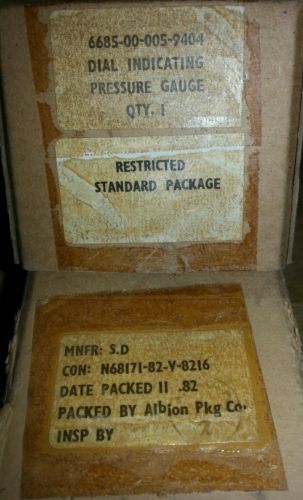 6685-00-005-9404
DIAL INDICATING
PRESSURE GAUGE
QTY. 1
RESTRICTED
STANDARD PACKAGE
MNFR: S.D
CON: N68171-82-V-8216
DATE PACKED 11 .82
PACKED BY Albion Pkg Co.
INSP BY